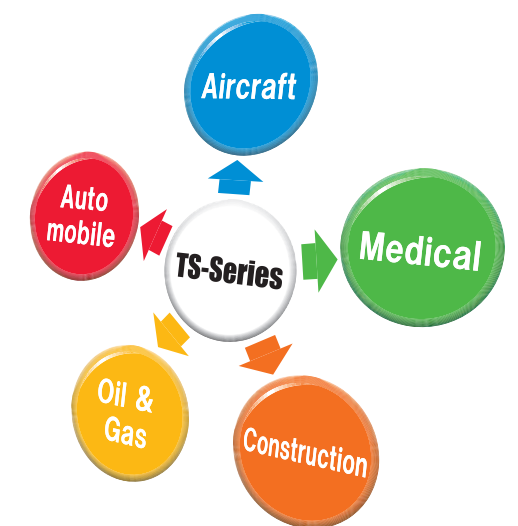 Aircraft
Auto
mobile
Medical
TS-Series
Oil &
Gas
Construction